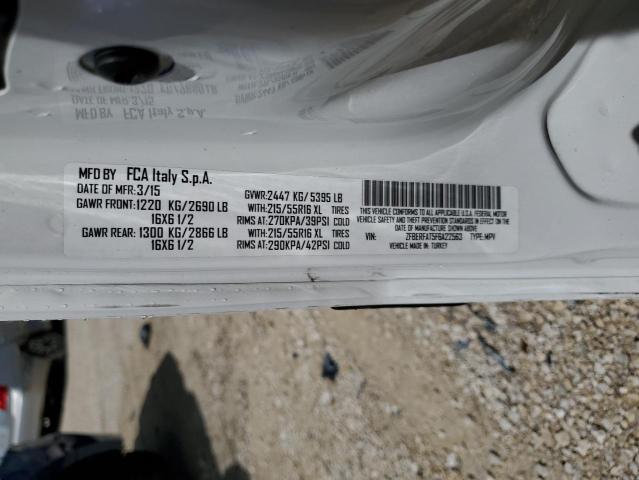 MFD BY FCA Italy S.p.A.
DATE OF MFR: 3/15
GAWR FRONT: 1220 KG/2690 LB
16X6 1/2
GAWR REAR: 1300 KG/2866 LB
16X6 1/2
GVWR: 2447 KG/ 5395 LB
WITH: 215/55R16 XL TIRES
RIMS AT: 270KPA/39PSI COLD
WITH: 215/55R16 XL TIRES
RIMS AT: 290KPA/42PSI COLD
THIS VEHICLE CONFORMS TO ALL APPLICABLE U.S.A. FEDERAL MOTOR
VEHICLE SAFETY AND THEFT PREVENTION STANDARDS IN EFFECT ON THE
DATE OF MANUFACTURE SHOWN ABOVE.
VIN: ZFBERFAT5F6A22563 TYPE: MPV
VEHICLE MADE IN: TURKEY